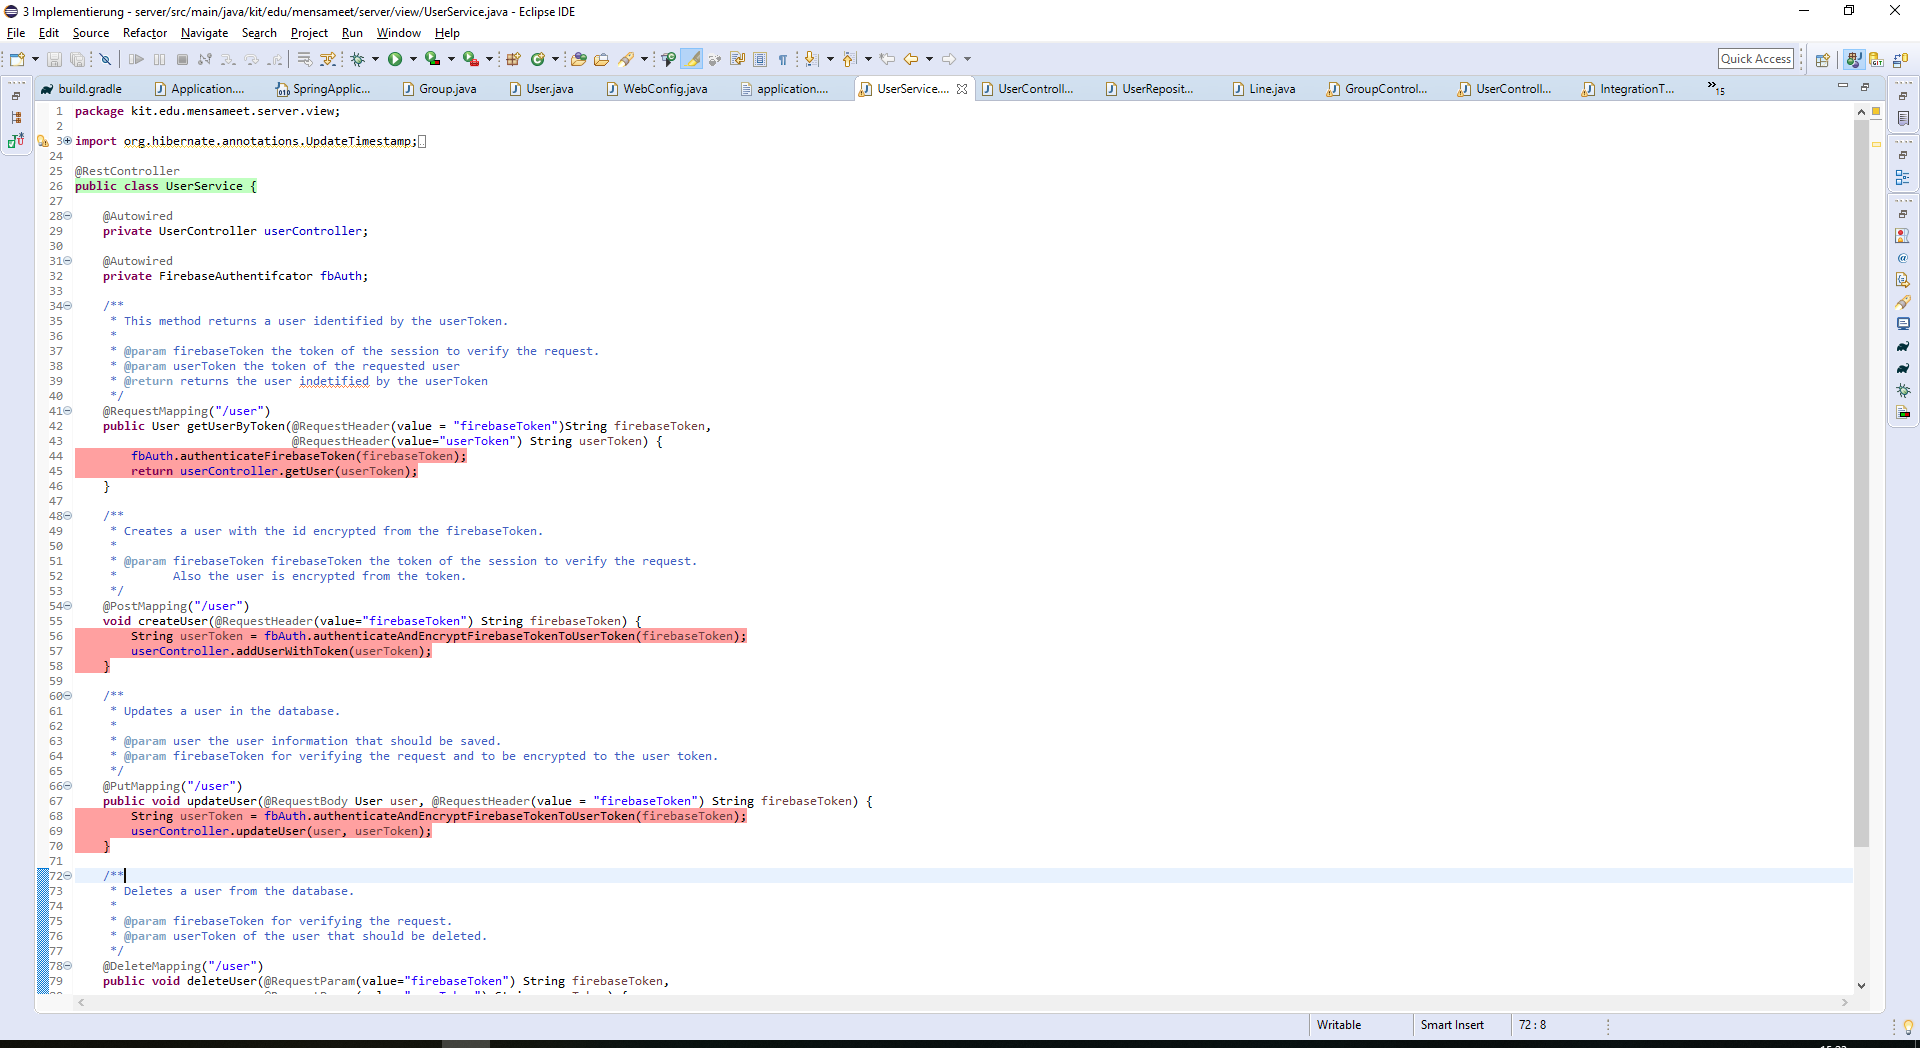 3 Implementierung - server/src/main/java/kit/edu/mensameet/server/view/UserService.java - Eclipse IDE
File Edit Source Refactor Navigate Search Project Run Window Help
Quick Access
build.gradle Application.... SpringApplic... Group.java User.java WebConfig.java application.... UserService.... UserControll... UserReposit... Line.java GroupControl... UserControll... IntegrationT... »15
1 package kit.edu.mensameet.server.view;
2
3 import org.hibernate.annotations.UpdateTimestamp;
24
25 @RestController
26 public class UserService {
27
28 @Autowired
29 private UserController userController;
30
31 @Autowired
32 private FirebaseAuthentifcator fbAuth;
33
34 /**
35 * This method returns a user identified by the userToken.
36 *
37 * @param firebaseToken the token of the session to verify the request.
38 * @param userToken the token of the requested user
39 * @return returns the user indetified by the userToken
40 */
41 @RequestMapping("/user")
42 public User getUserByToken(@RequestHeader(value = "firebaseToken")String firebaseToken,
43 @RequestHeader(value="userToken") String userToken) {
44 fbAuth.authenticateFirebaseToken(firebaseToken);
45 return userController.getUser(userToken);
46 }
47
48 /**
49 * Creates a user with the id encrypted from the firebaseToken.
50 *
51 * @param firebaseToken firebaseToken the token of the session to verify the request.
52 * Also the user is encrypted from the token.
53 */
54 @PostMapping("/user")
55 void createUser(@RequestHeader(value="firebaseToken") String firebaseToken) {
56 String userToken = fbAuth.authenticateAndEncryptFirebaseTokenToUserToken(firebaseToken);
57 userController.addUserWithToken(userToken);
58 }
59
60 /**
61 * Updates a user in the database.
62 *
63 * @param user the user information that should be saved.
64 * @param firebaseToken for verifying the request and to be encrypted to the user token.
65 */
66 @PutMapping("/user")
67 public void updateUser(@RequestBody User user, @RequestHeader(value = "firebaseToken") String firebaseToken) {
68 String userToken = fbAuth.authenticateAndEncryptFirebaseTokenToUserToken(firebaseToken);
69 userController.updateUser(user, userToken);
70 }
71
72 /**
73 * Deletes a user from the database.
74 *
75 * @param firebaseToken for verifying the request.
76 * @param userToken of the user that should be deleted.
77 */
78 @DeleteMapping("/user")
79 public void deleteUser(@RequestParam(value="firebaseToken") String firebaseToken,
Writable Smart Insert 72 : 8